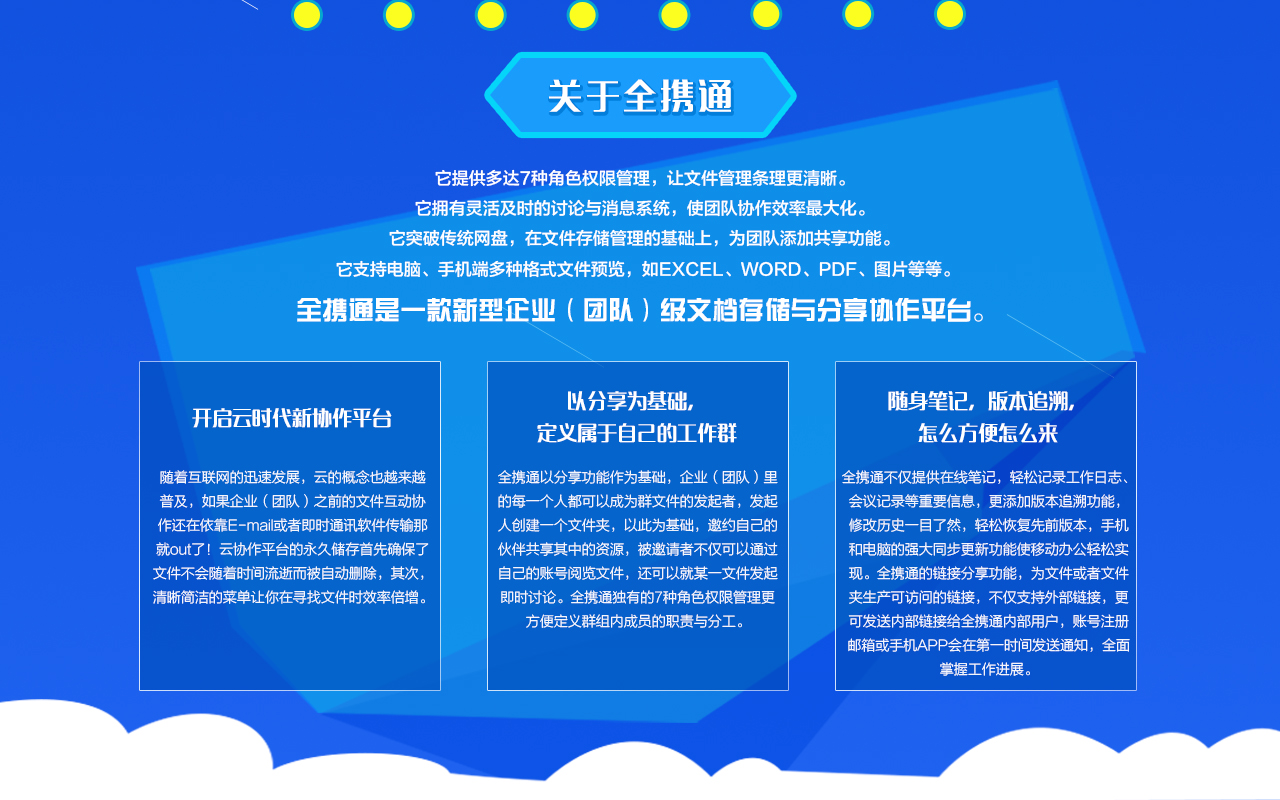 关于全携通
它提供多达7种角色权限管理，让文件管理条理更清晰。
它拥有灵活及时的讨论与消息系统，使团队协作效率最大化。
它突破传统网盘，在文件存储管理的基础上，为团队添加共享功能。
它支持电脑、手机端多种格式文件预览，如EXCEL、WORD、PDF、图片等等。
全携通是一款新型企业（团队）级文档存储与分享协作平台。
开启云时代新协作平台
随着互联网的迅速发展，云的概念也越来越
普及，如果企业（团队）之前的文件互动协
作还在依靠E-mail或者即时通讯软件传输那
就out了！云协作平台的永久储存首先确保了
文件不会随着时间流逝而被自动删除，其次，
清晰简洁的菜单让你在寻找文件时效率倍增。
以分享为基础,
定义属于自己的工作群
全携通以分享功能作为基础，企业（团队）里
的每一个人都可以成为群文件的发起者，发起
人创建一个文件夹，以此为基础，邀约自己的
伙伴共享其中的资源，被邀请者不仅可以通过
自己的账号阅览文件，还可以就某一文件发起
即时讨论。全携通独有的7种角色权限管理更
方便定义群组内成员的职责与分工。
随身笔记，版本追溯,
怎么方便怎么来
全携通不仅提供在线笔记，轻松记录工作日志、
会议记录等重要信息，更添加版本追溯功能，
修改历史一目了然，轻松恢复先前版本，手机
和电脑的强大同步更新功能使移动办公轻松实
现。全携通的链接分享功能，为文件或者文件
夹生产可访问的链接，不仅支持外部链接，更
可发送内部链接给全携通内部用户，账号注册
邮箱或手机APP会在第一时间发送通知，全面
掌握工作进展。